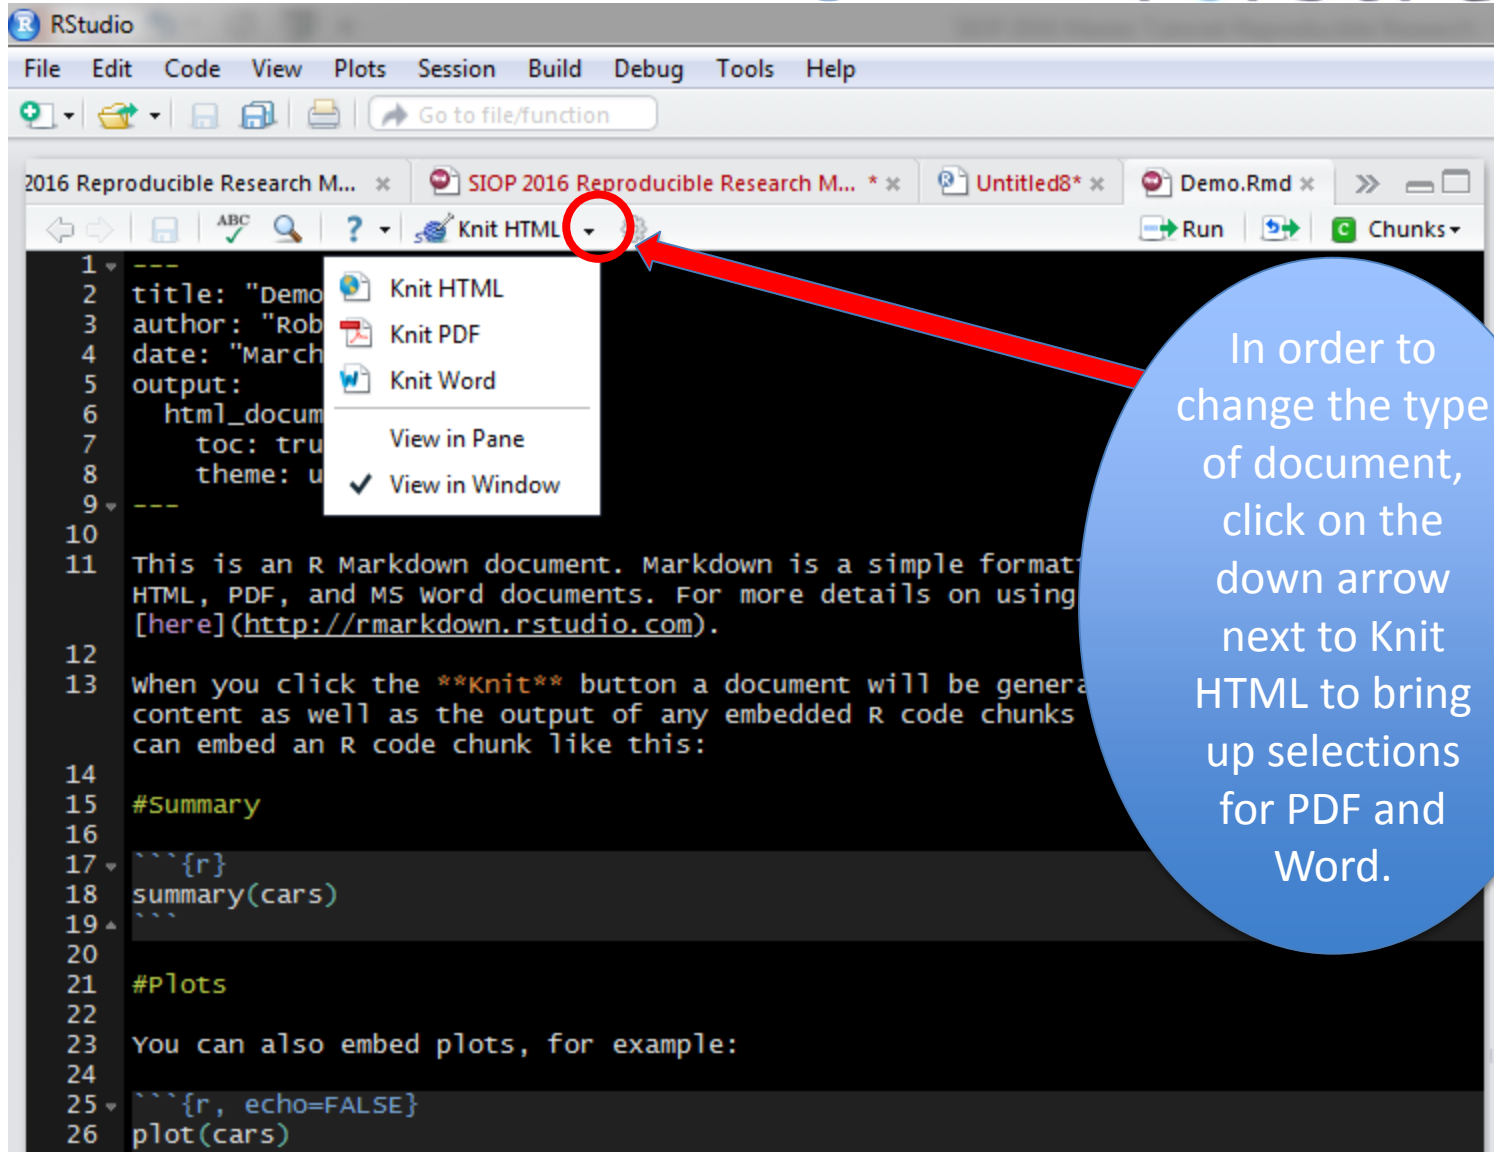 RStudio
File Edit Code View Plots Session Build Debug Tools Help
Go to file/function
2016 Reproducible Research M... SIOP 2016 Reproducible Research M... * Untitled8* Demo.Rmd
ABC ? Knit HTML Run C Chunks
1 ---
2 title: "Demo
3 author: "Rob
4 date: "March
5 output:
6 html_docum
7 toc: tru
8 theme: u
9 ---
10
11 This is an R Markdown document. Markdown is a simple format
HTML, PDF, and MS Word documents. For more details on using
[here](http://rmarkdown.rstudio.com).
12
13 When you click the **Knit** button a document will be genera
content as well as the output of any embedded R code chunks
can embed an R code chunk like this:
14
15 #Summary
16
17 ```{r}
18 summary(cars)
19 ```
20
21 #Plots
22
23 You can also embed plots, for example:
24
25 ```{r, echo=FALSE}
26 plot(cars)
Knit HTML
Knit PDF
Knit Word
View in Pane
View in Window
In order to
change the type
of document,
click on the
down arrow
next to Knit
HTML to bring
up selections
for PDF and
Word.